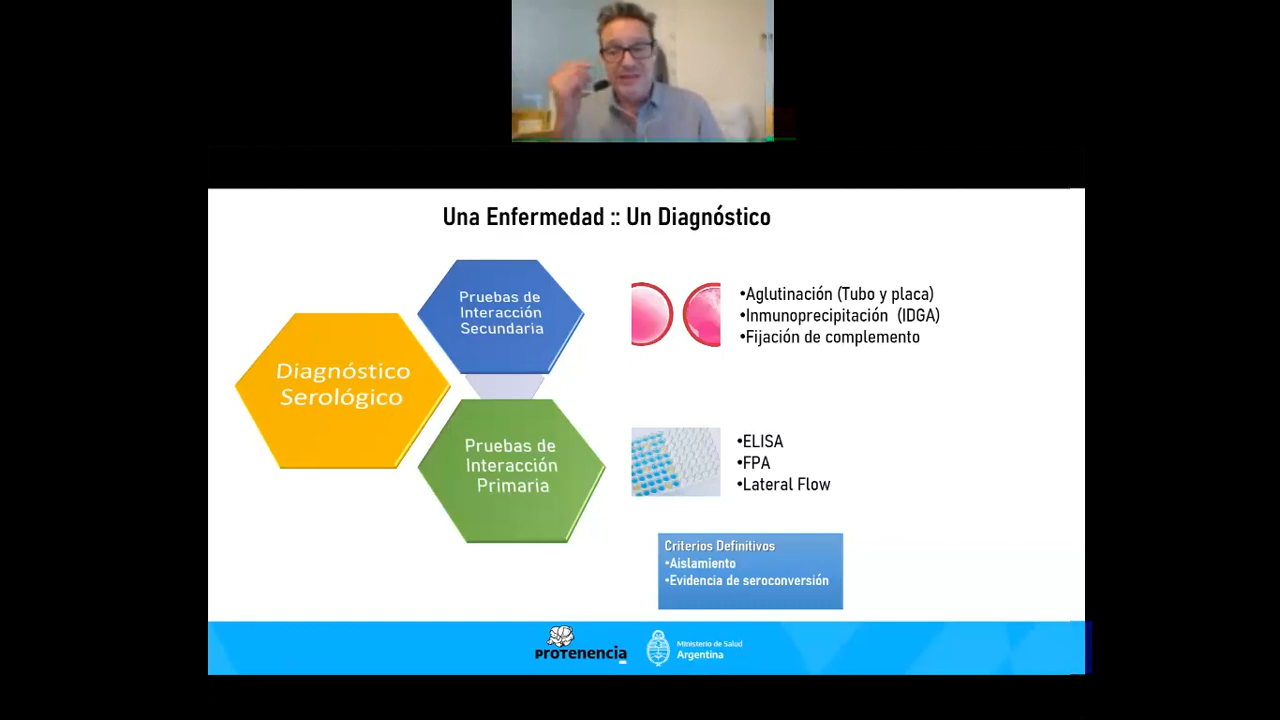 Una Enfermedad :: Un Diagnóstico
Diagnóstico
Serológico
Pruebas de
Interacción
Secundaria
•Aglutinación (Tubo y placa)
•Inmunoprecipitación (IDGA)
•Fijación de complemento
Pruebas de
Interacción
Primaria
•ELISA
•FPA
•Lateral Flow
Criterios Definitivos
•Aislamiento
•Evidencia de seroconversión
PROTENENCIA
Ministerio de Salud
Argentina